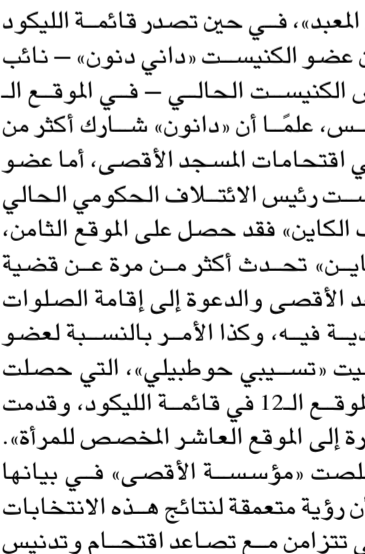 المعبد»، في حين تصدر قائمة الليكود
عضو الكنيست «داني دنون» – نائب
الكنيست الحالي – في الموقع الـ
علمًا أن «دانون» شارك أكثر من
اقتحامات المسجد الأقصى، أما عضو
رئيس الائتلاف الحكومي الحالي
الكاين» فقد حصل على الموقع الثامن،
تحدث أكثر من مرة عن قضية
الأقصى والدعوة إلى إقامة الصلوات
فيه، وكذا الأمر بالنسبة لعضو
«تسيبي حوطبيلي»، التي حصلت
الـ12 في قائمة الليكود، وقدمت
إلى الموقع العاشر المخصص للمرأة».
«مؤسسة الأقصى» في بيانها
رؤية متعمقة لنتائج هذه الانتخابات
تتزامن مع تصاعد اقتحام وتدنيس